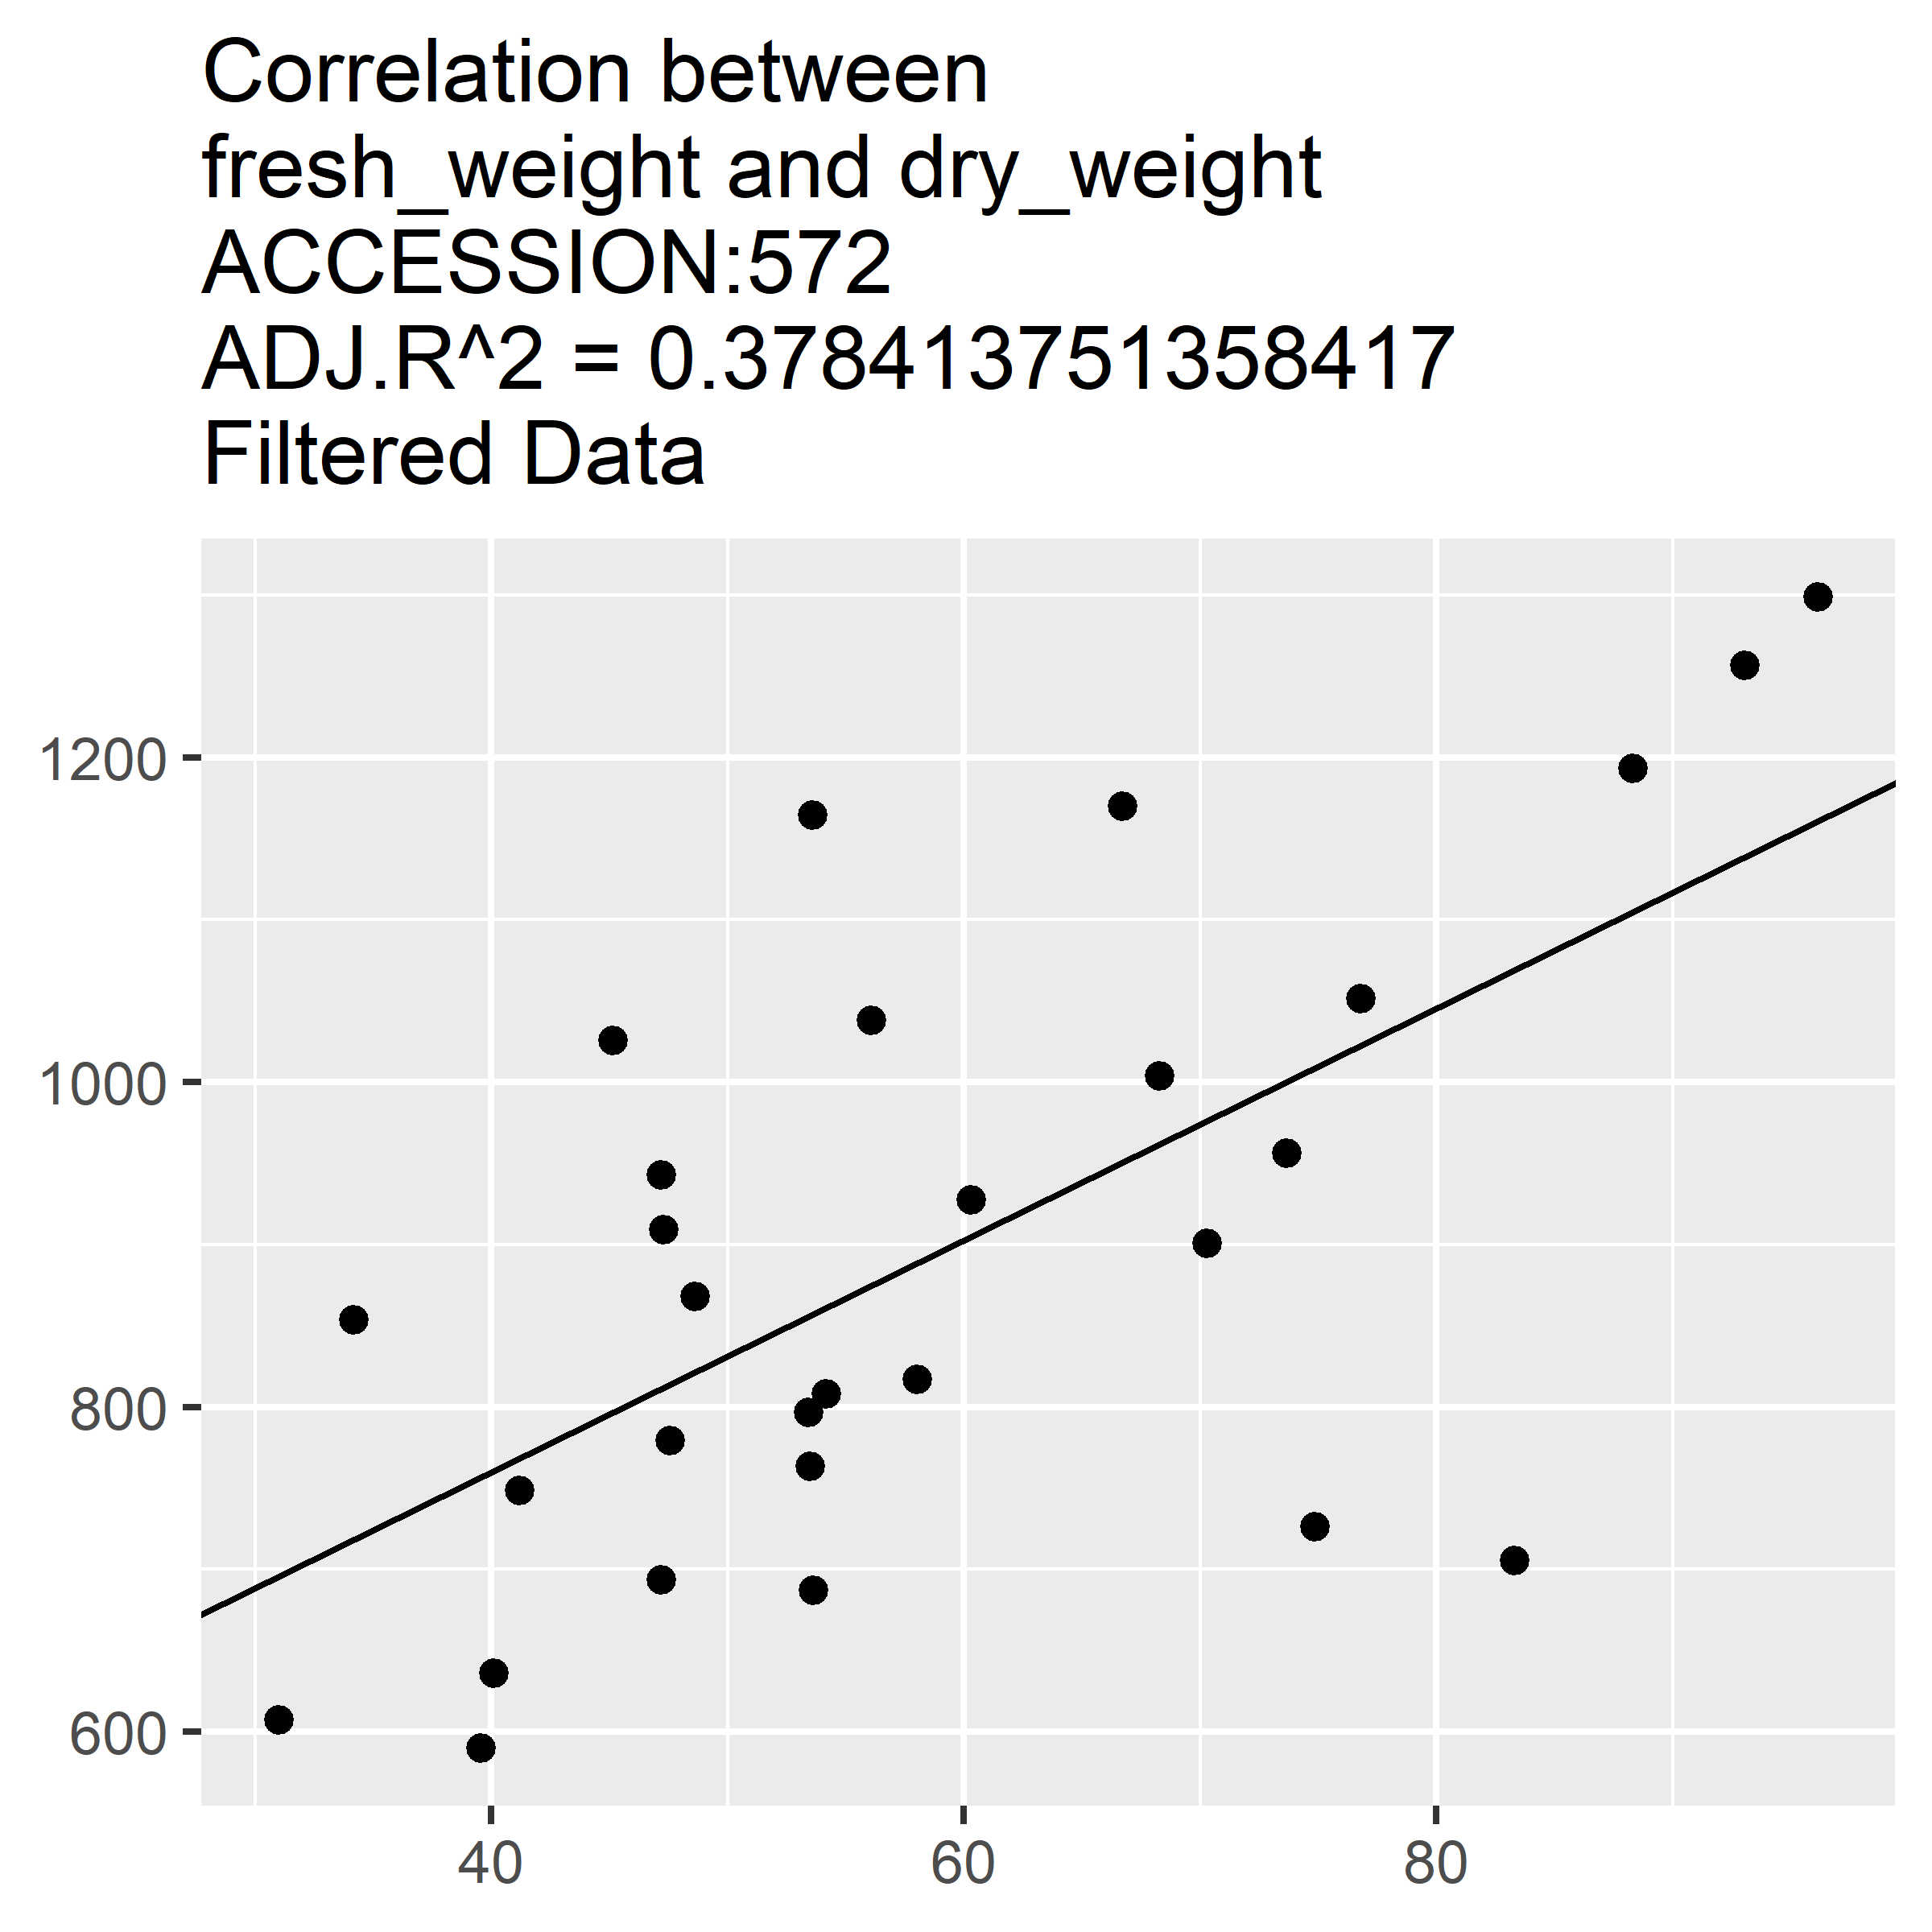 Correlation between
fresh_weight and dry_weight
ACCESSION:572
ADJ.R^2 = 0.378413751358417
Filtered Data
1200
1000
800
600
40 60 80